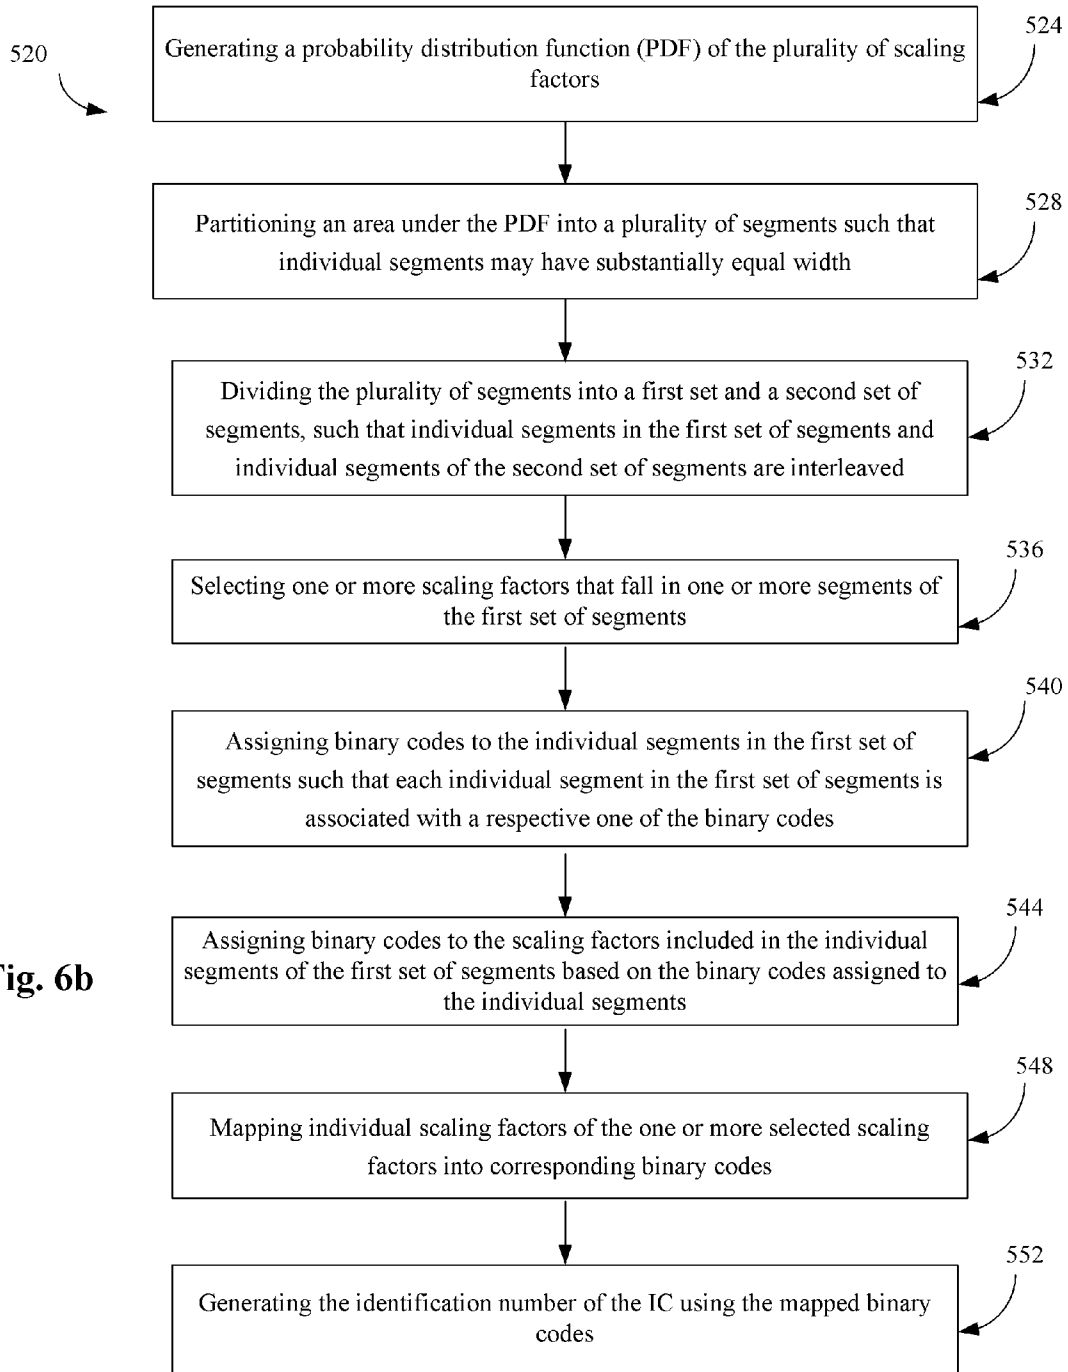 524
520
Generating a probability distribution function (PDF) of the plurality of scaling
factors
528
Partitioning an area under the PDF into a plurality of segments such that
individual segments may have substantially equal width
532
Dividing the plurality of segments into a first set and a second set of
segments, such that individual segments in the first set of segments and
individual segments of the second set of segments are interleaved
536
Selecting one or more scaling factors that fall in one or more segments of
the first set of segments
540
Assigning binary codes to the individual segments in the first set of
segments such that each individual segment in the first set of segments is
associated with a respective one of the binary codes
544
Assigning binary codes to the scaling factors included in the individual
segments of the first set of segments based on the binary codes assigned to
the individual segments
ig. 6b
548
Mapping individual scaling factors of the one or more selected scaling
factors into corresponding binary codes
552
Generating the identification number of the IC using the mapped binary
codes